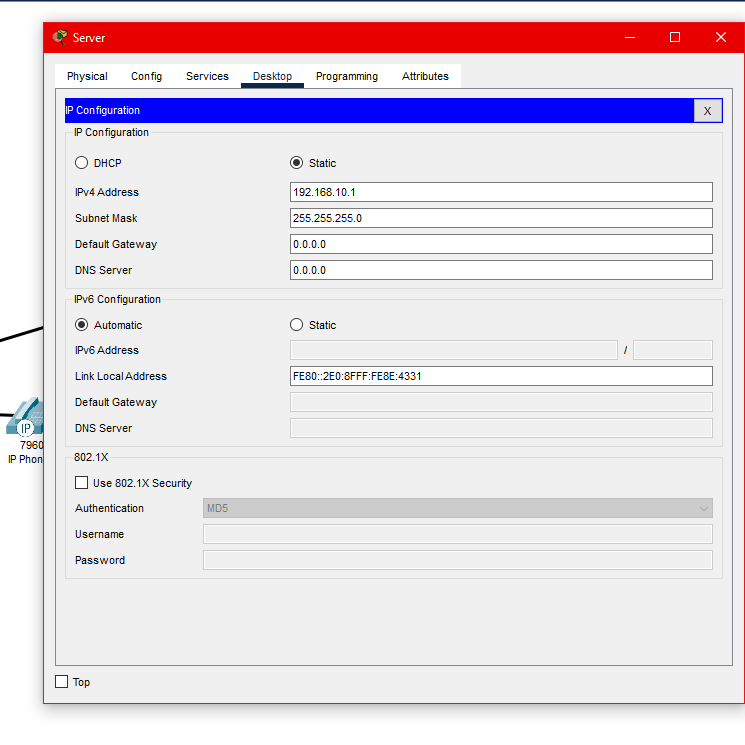 Server
Physical Config Services Desktop Programming Attributes
IP Configuration X
IP Configuration
DHCP Static
IPv4 Address 192.168.10.1
Subnet Mask 255.255.255.0
Default Gateway 0.0.0.0
DNS Server 0.0.0.0
IPv6 Configuration
Automatic Static
IPv6 Address /
Link Local Address FE80::2E0:8FFF:FE8E:4331
Default Gateway
DNS Server
802.1X
Use 802.1X Security
Authentication MD5
Username
Password
Top
IP
7960
IP Phon